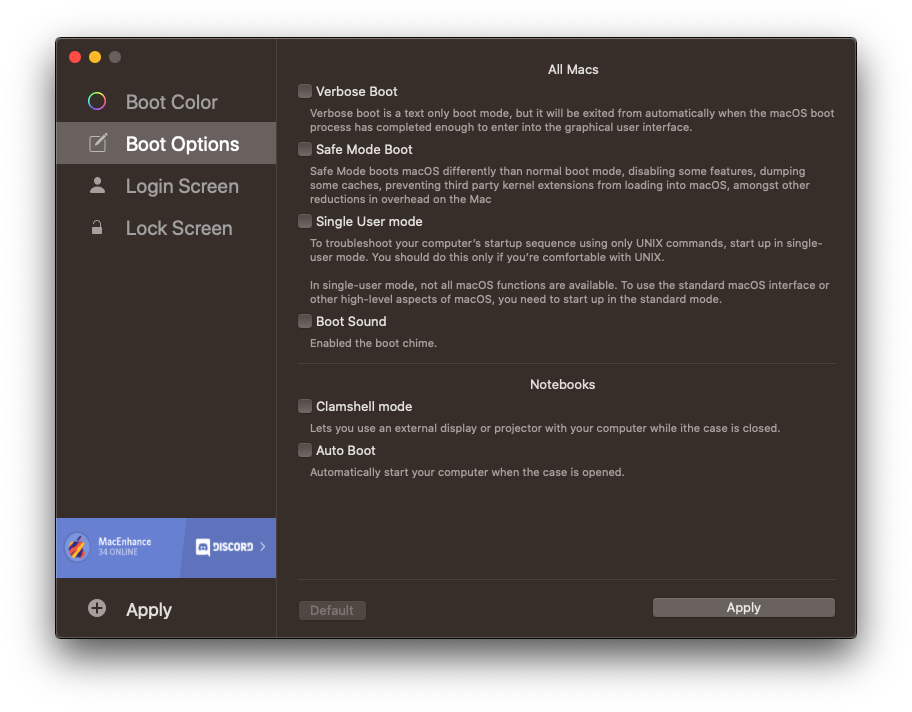 Boot Color
Boot Options
Login Screen
Lock Screen
MacEnhance
34 ONLINE
DISCORD
Apply
All Macs
Verbose Boot
Verbose boot is a text only boot mode, but it will be exited from automatically when the macOS boot
process has completed enough to enter into the graphical user interface.
Safe Mode Boot
Safe Mode boots macOS differently than normal boot mode, disabling some features, dumping
some caches, preventing third party kernel extensions from loading into macOS, amongst other
reductions in overhead on the Mac
Single User mode
To troubleshoot your computer’s startup sequence using only UNIX commands, start up in single-
user mode. You should do this only if you’re comfortable with UNIX.
In single-user mode, not all macOS functions are available. To use the standard macOS interface or
other high-level aspects of macOS, you need to start up in the standard mode.
Boot Sound
Enabled the boot chime.
Notebooks
Clamshell mode
Lets you use an external display or projector with your computer while ithe case is closed.
Auto Boot
Automatically start your computer when the case is opened.
Default
Apply